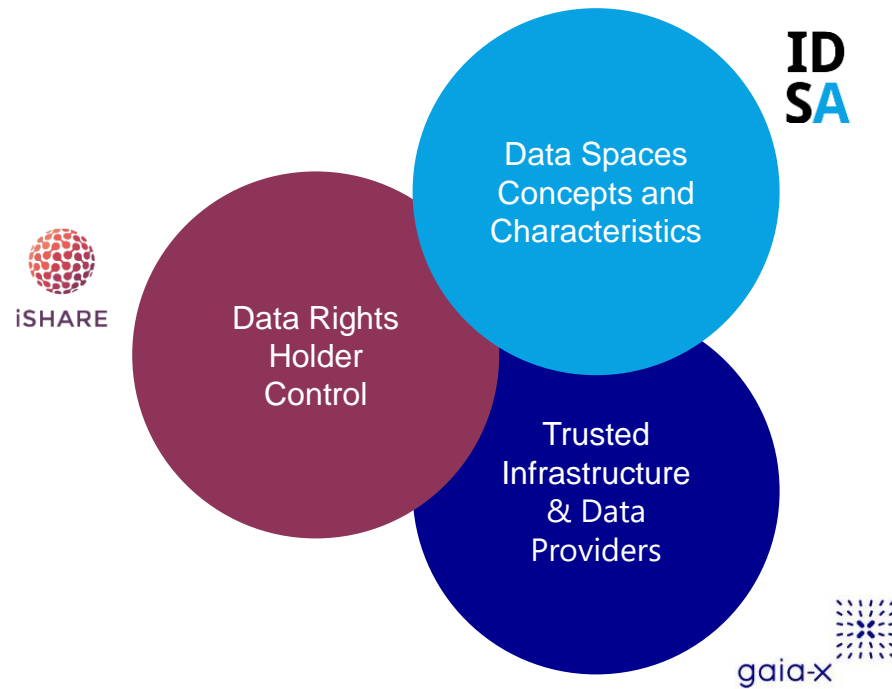 ID
SA
Data Spaces
Concepts and
Characteristics
iSHARE
Data Rights
Holder
Control
Trusted
Infrastructure
& Data
Providers
gaia-x